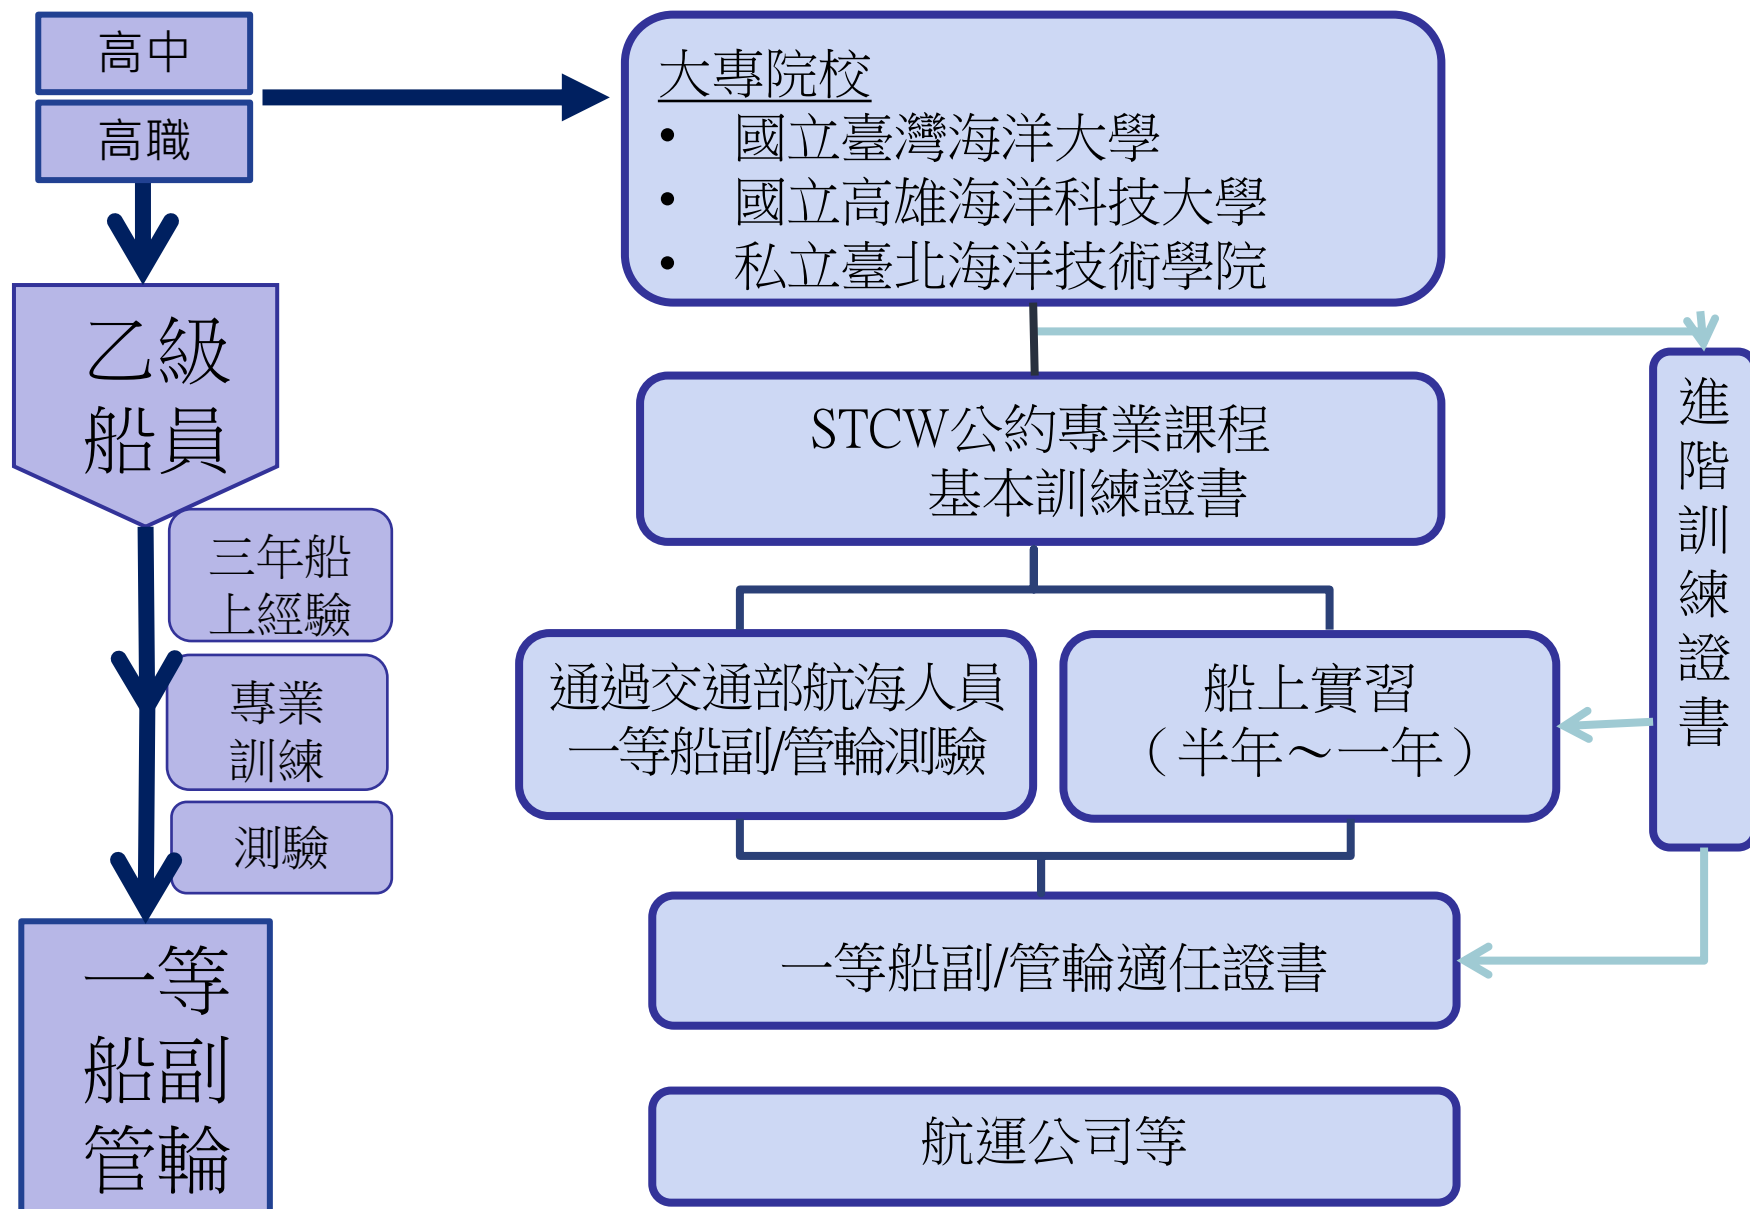 高中
高職
乙級
船員
三年船
上經驗
專業
訓練
測驗
一等
船副
管輪
大專院校
• 國立臺灣海洋大學
• 國立高雄海洋科技大學
• 私立臺北海洋技術學院
STCW公約專業課程
基本訓練證書
通過交通部航海人員
一等船副/管輪測驗
船上實習
（半年～一年）
進階訓練證書
一等船副/管輪適任證書
航運公司等